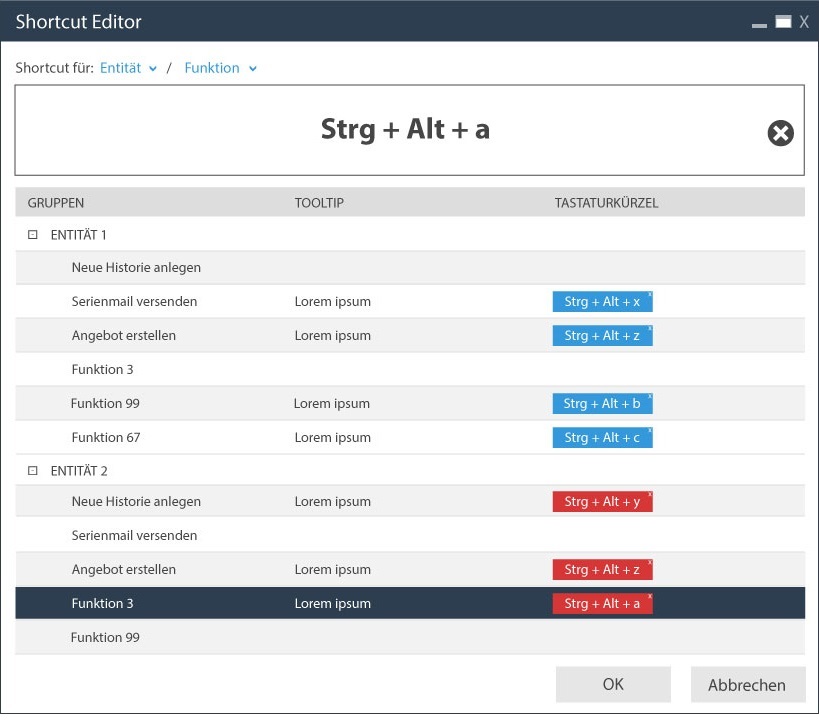 Shortcut Editor X
Shortcut für: Entität / Funktion
Strg + Alt + a
GRUPPEN TOOLTIP TASTATURKÜRZEL
ENTITÄT 1
Neue Historie anlegen
Serienmail versenden Lorem ipsum Strg + Alt + x x
Angebot erstellen Lorem ipsum Strg + Alt + z x
Funktion 3
Funktion 99 Lorem ipsum Strg + Alt + b x
Funktion 67 Lorem ipsum Strg + Alt + c x
ENTITÄT 2
Neue Historie anlegen Lorem ipsum Strg + Alt + y x
Serienmail versenden
Angebot erstellen Lorem ipsum Strg + Alt + z x
Funktion 3 Lorem ipsum Strg + Alt + a x
Funktion 99
OK Abbrechen